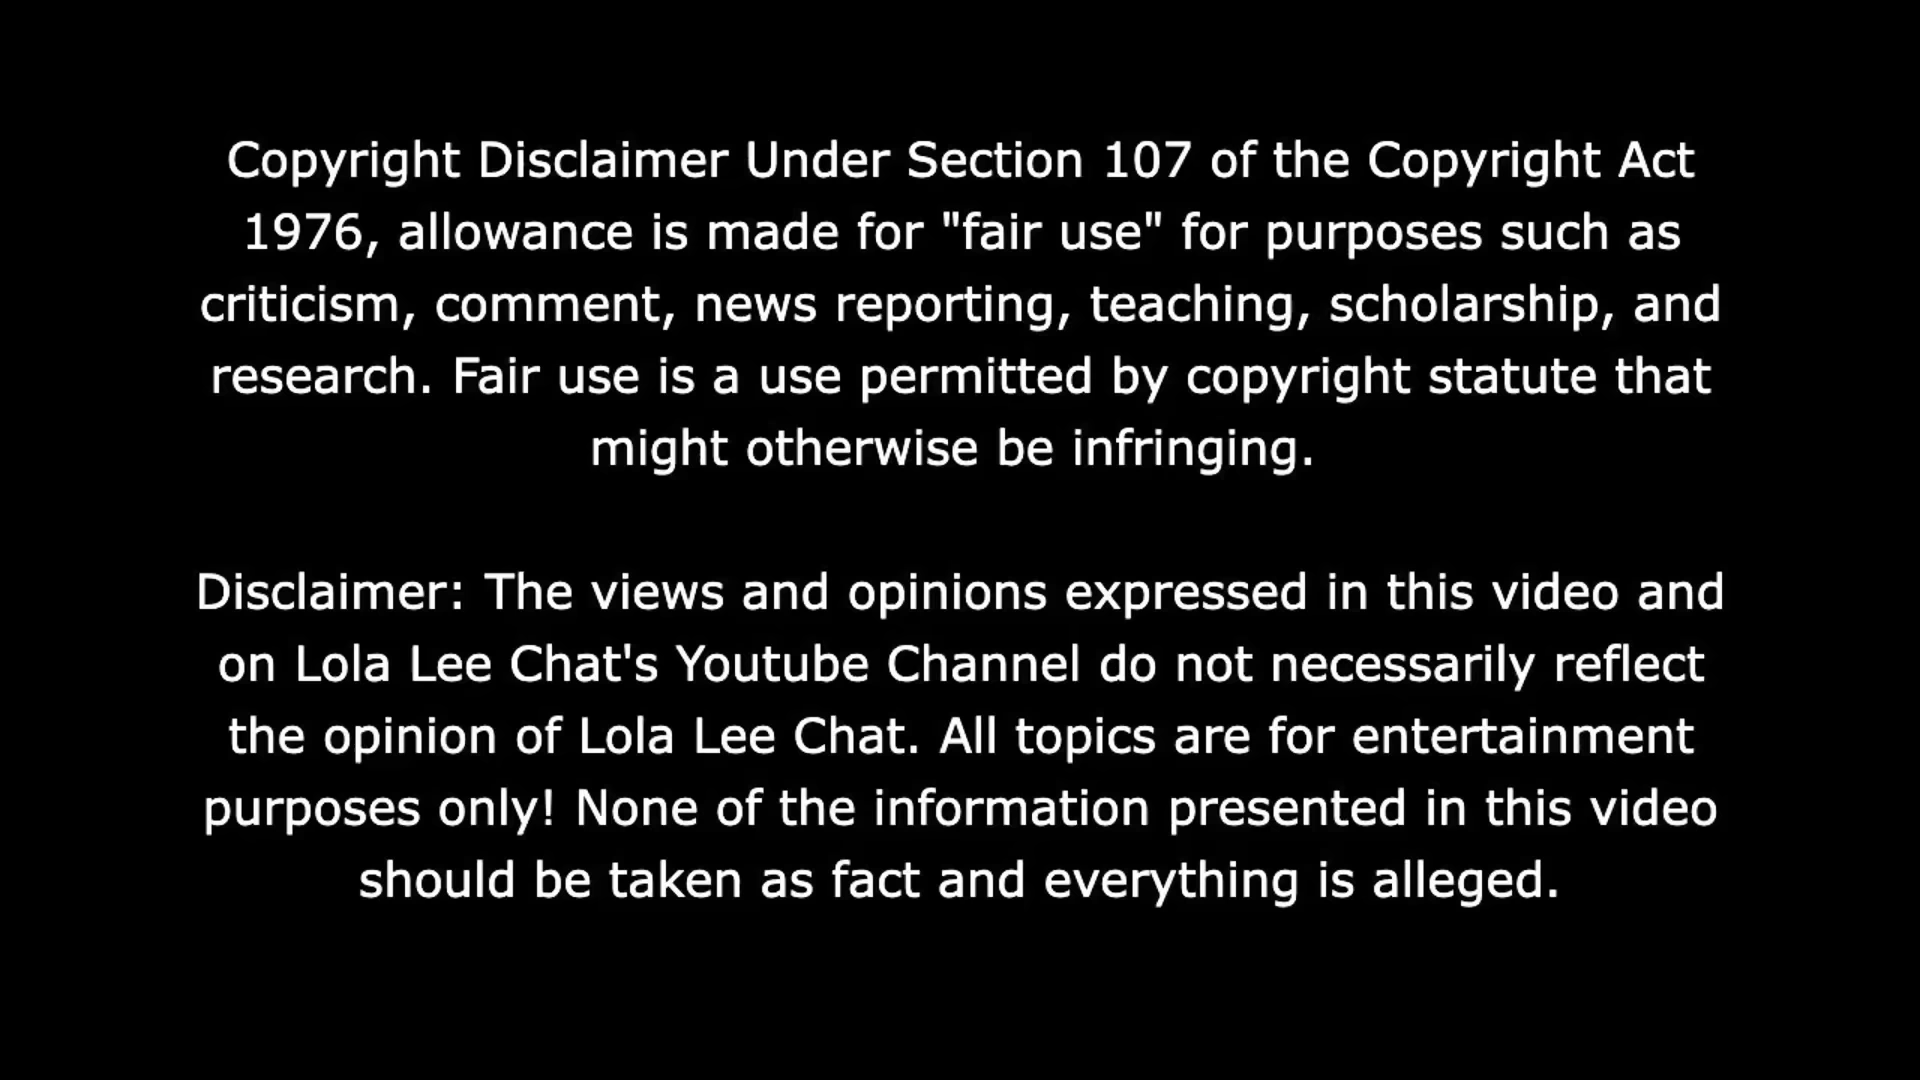 Copyright Disclaimer Under Section 107 of the Copyright Act
1976, allowance is made for "fair use" for purposes such as
criticism, comment, news reporting, teaching, scholarship, and
research. Fair use is a use permitted by copyright statute that
might otherwise be infringing.
Disclaimer: The views and opinions expressed in this video and
on Lola Lee Chat's Youtube Channel do not necessarily reflect
the opinion of Lola Lee Chat. All topics are for entertainment
purposes only! None of the information presented in this video
should be taken as fact and everything is alleged.